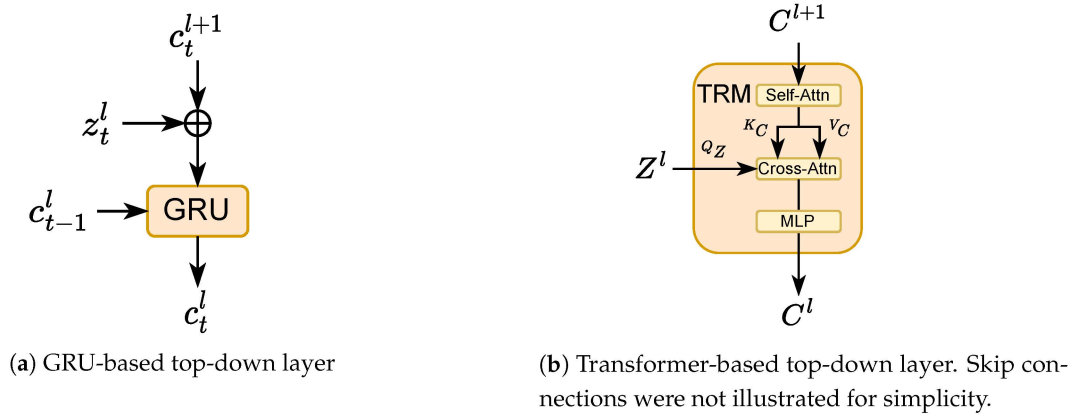 c_t^{l+1}
z_t^l
c_{t-1}^l
GRU
c_t^l
(a) GRU-based top-down layer
C^{l+1}
TRM
Self-Attn
K_C
V_C
Q_Z
Z^l
Cross-Attn
MLP
C^l
(b) Transformer-based top-down layer. Skip con-
nections were not illustrated for simplicity.